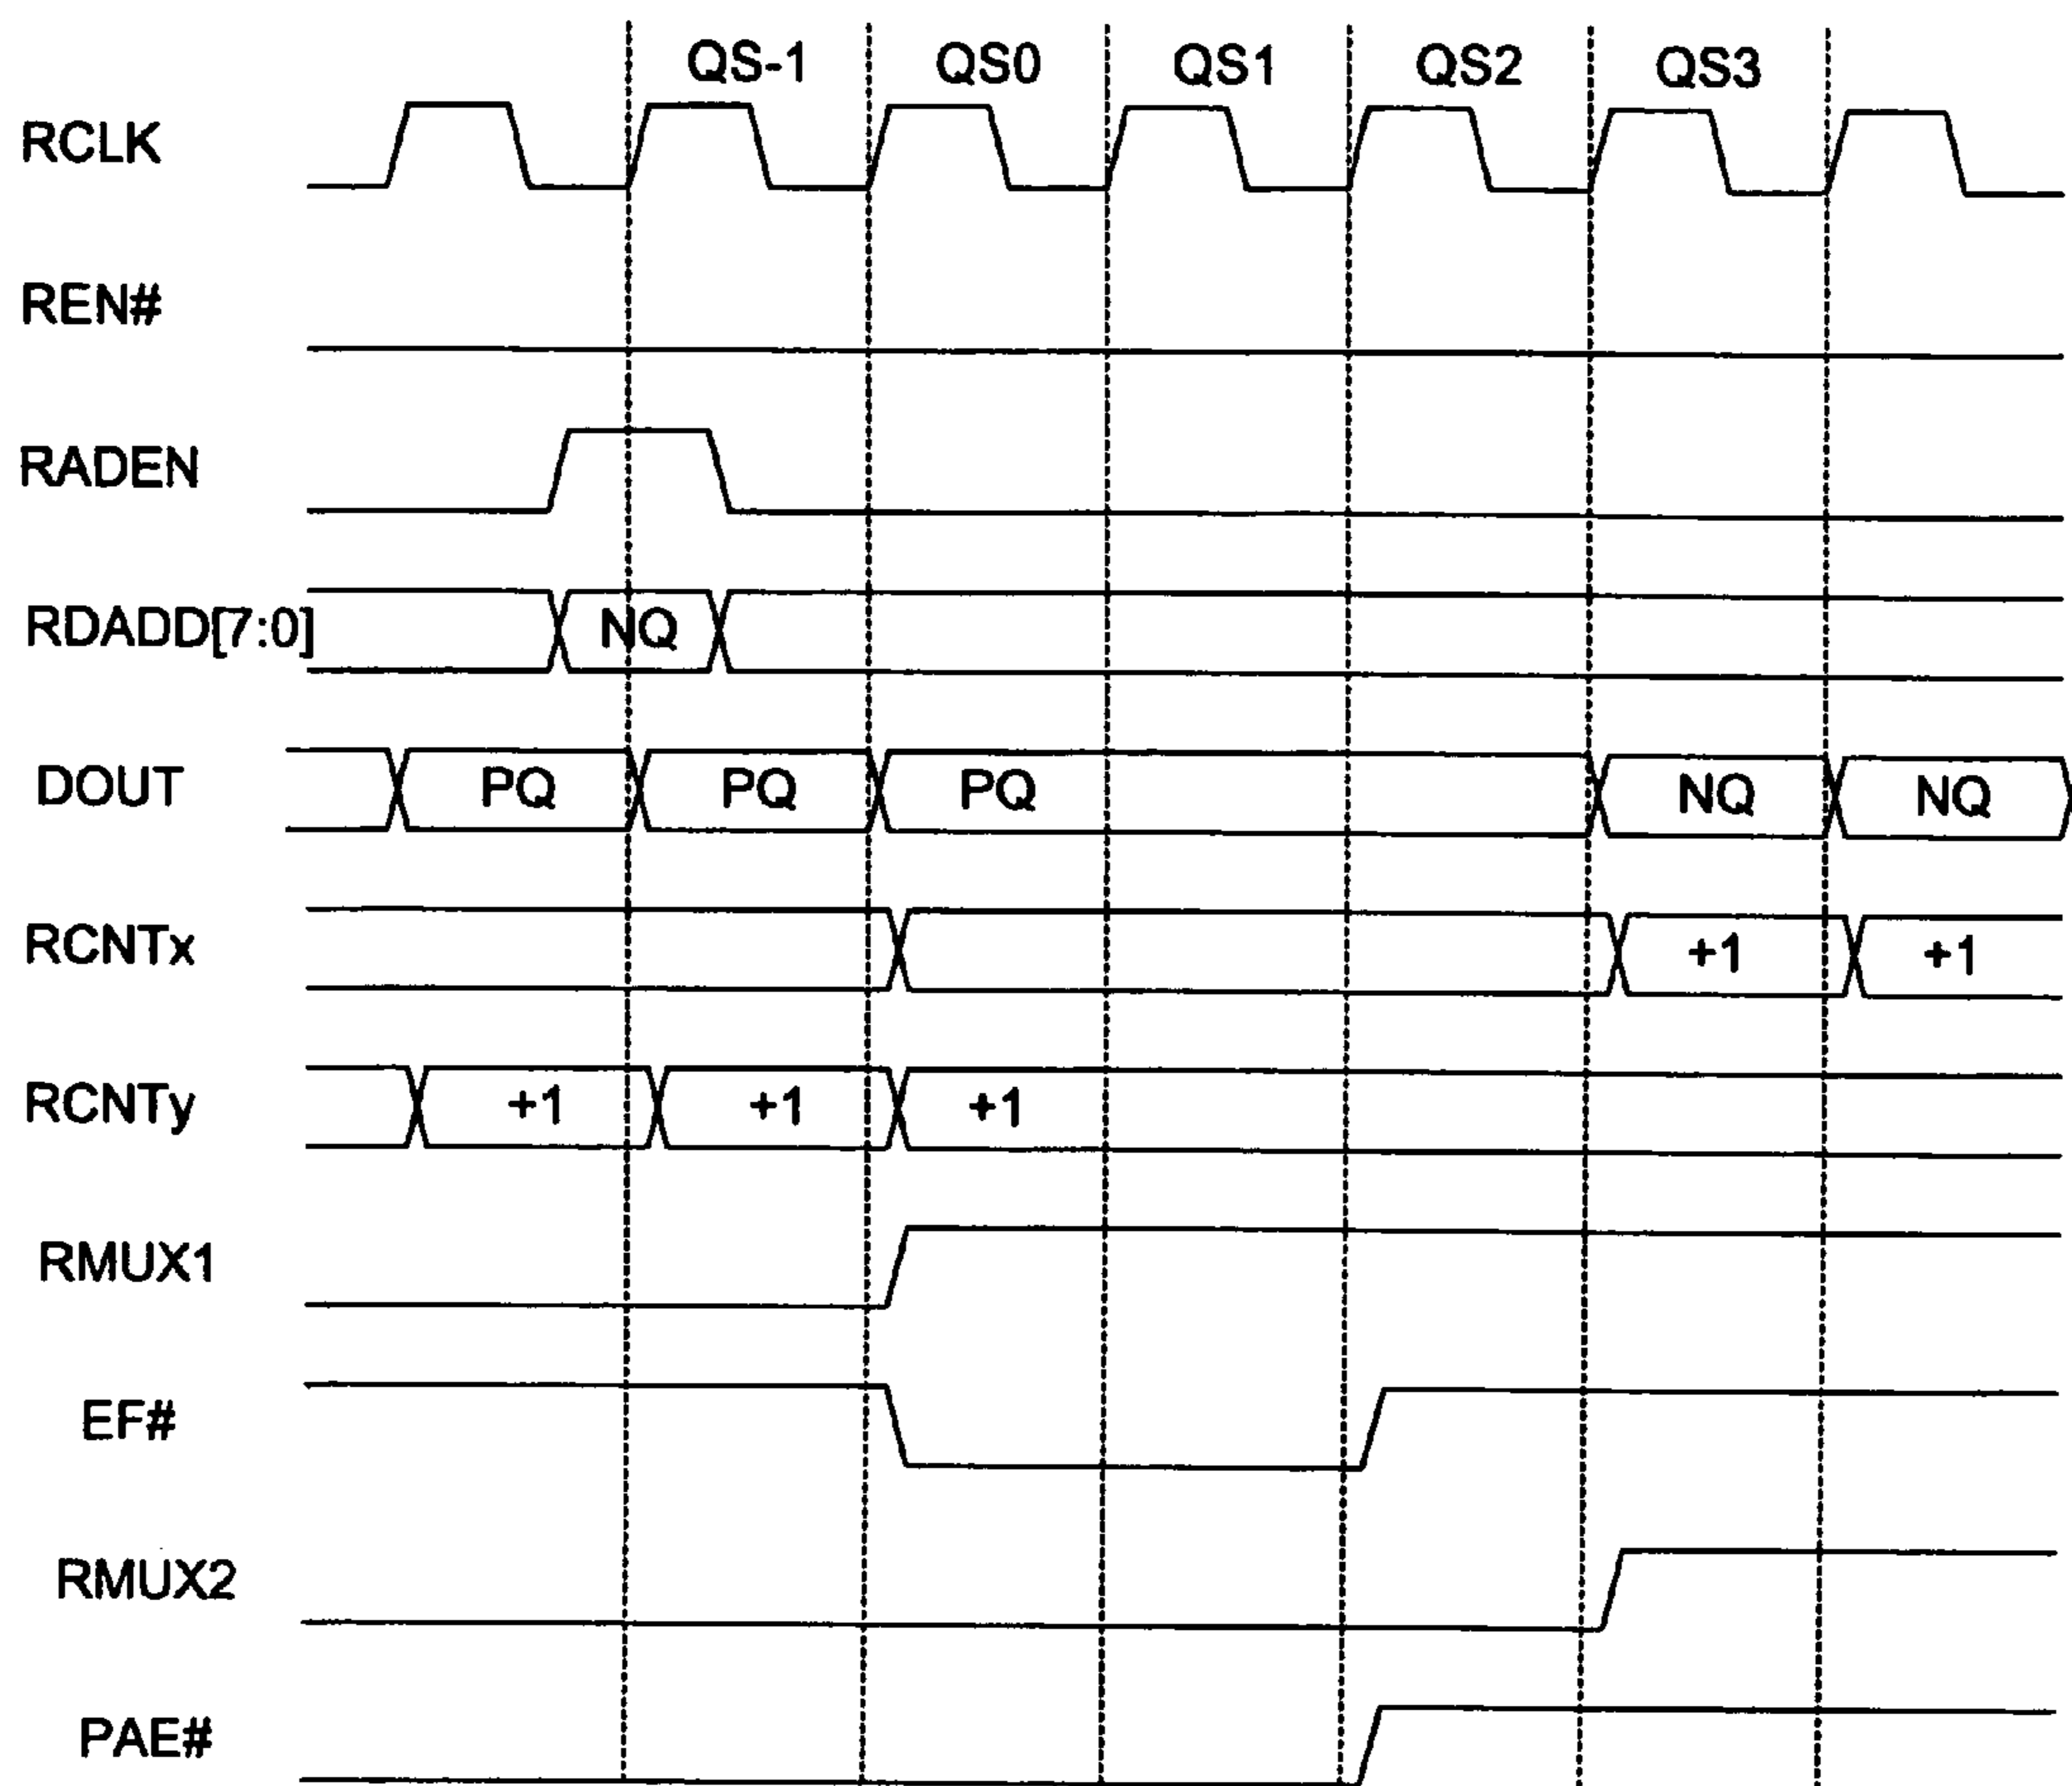 QS-1 QS0 QS1 QS2 QS3
RCLK
REN#
RADEN
RDADD[7:0] NQ
DOUT PQ PQ PQ NQ NQ
RCNTx +1 +1
RCNTy +1 +1 +1
RMUX1
EF#
RMUX2
PAE#